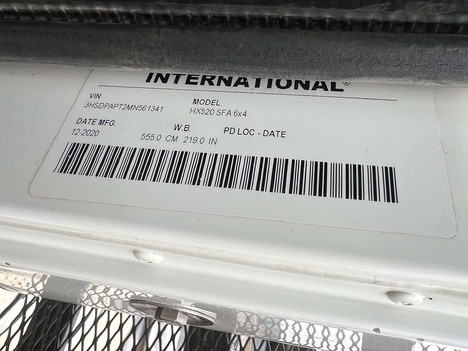 INTERNATIONAL®
VIN MODEL
3HSDPAPT2MN561341 HX520 SFA 6x4
DATE MFG. W.B. PD LOC - DATE
12-2020 555.0 CM 219.0 IN